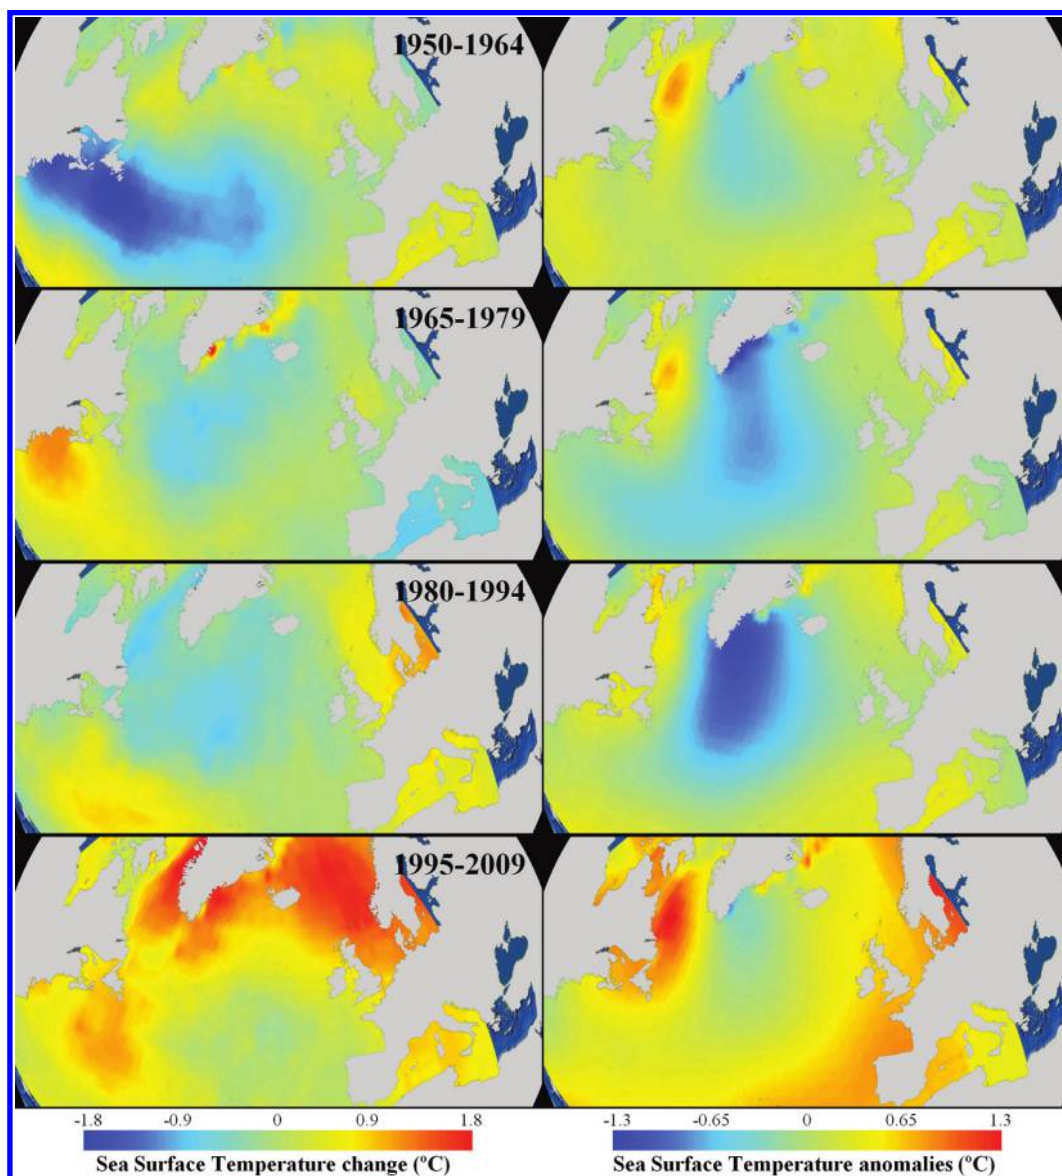 1950-1964
1965-1979
1980-1994
1995-2009
-1.8 -0.9 0 0.9 1.8
Sea Surface Temperature change (ºC)
-1.3 -0.65 0 0.65 1.3
Sea Surface Temperature anomalies (ºC)